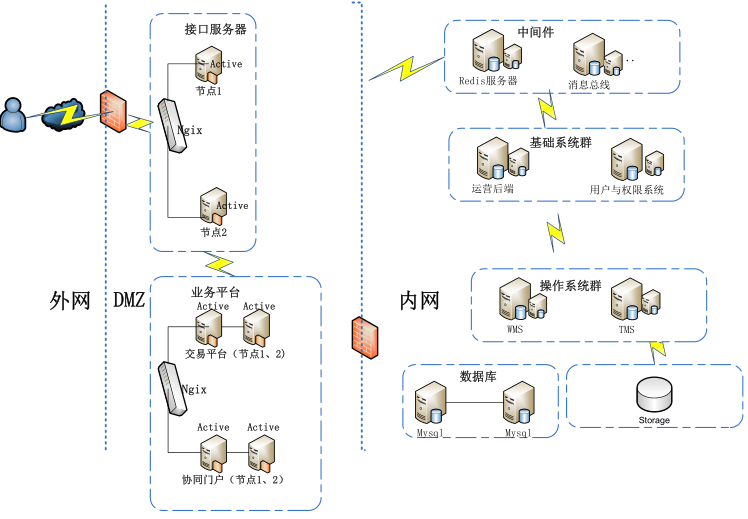 接口服务器
Active
节点1
Ngix
Active
节点2
外网
DMZ
业务平台
Active
Active
交易平台（节点1、2)
Ngix
Active
Active
协同门户（节点1、2）
内网
中间件
Redis服务器
消息总线
..
基础系统群
运营后端
用户与权限系统
操作系统群
WMS
TMS
数据库
Mysql
Mysql
Storage